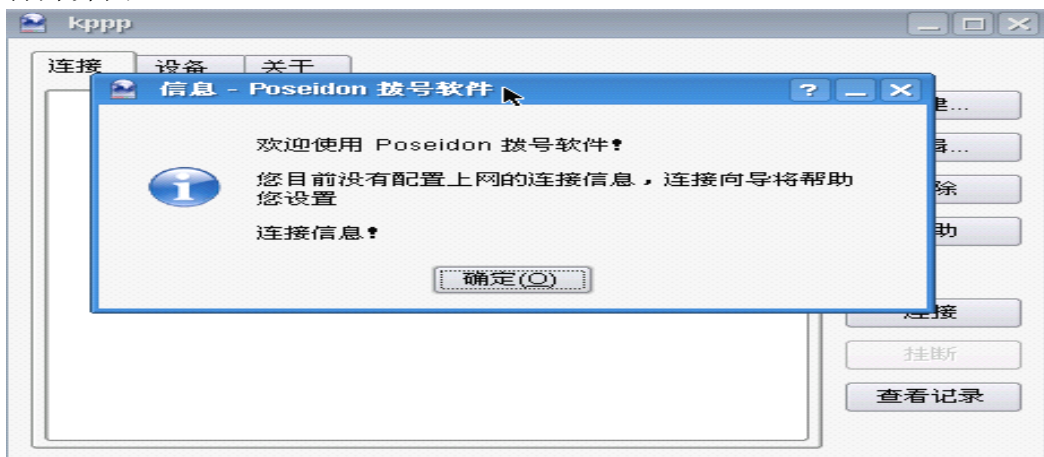 kppp
连接
设备
关于
信息 - Poseidon 拨号软件
欢迎使用 Poseidon 拨号软件!
您目前没有配置上网的连接信息，连接向导将帮助
您设置
连接信息!
确定(O)
连接
挂断
查看记录